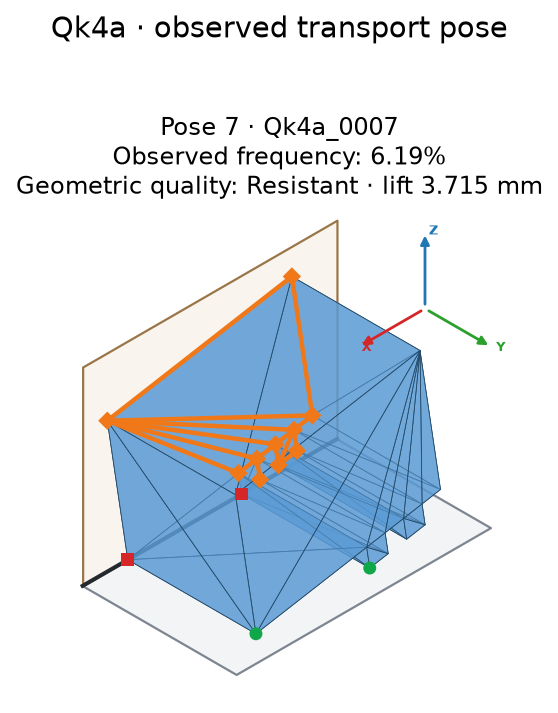 Qk4a · observed transport pose
Pose 7 · Qk4a_0007
Observed frequency: 6.19%
Geometric quality: Resistant · lift 3.715 mm
Z
X
Y